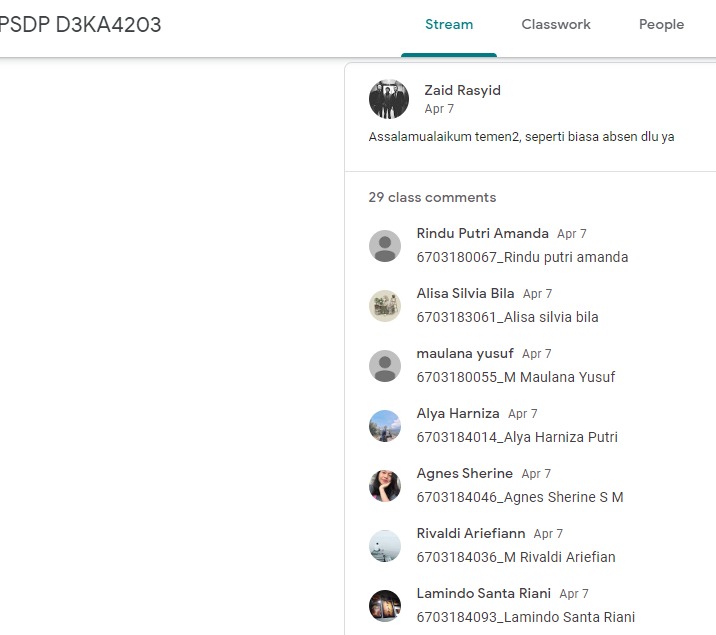 PSDP D3KA4203
Stream Classwork People
Zaid Rasyid
Apr 7
Assalamualaikum temen2, seperti biasa absen dlu ya
29 class comments
Rindu Putri Amanda Apr 7
6703180067_Rindu putri amanda
Alisa Silvia Bila Apr 7
6703183061_Alisa silvia bila
maulana yusuf Apr 7
6703180055_M Maulana Yusuf
Alya Harniza Apr 7
6703184014_Alya Harniza Putri
Agnes Sherine Apr 7
6703184046_Agnes Sherine S M
Rivaldi Ariefiann Apr 7
6703184036_M Rivaldi Ariefian
Lamindo Santa Riani Apr 7
6703184093_Lamindo Santa Riani